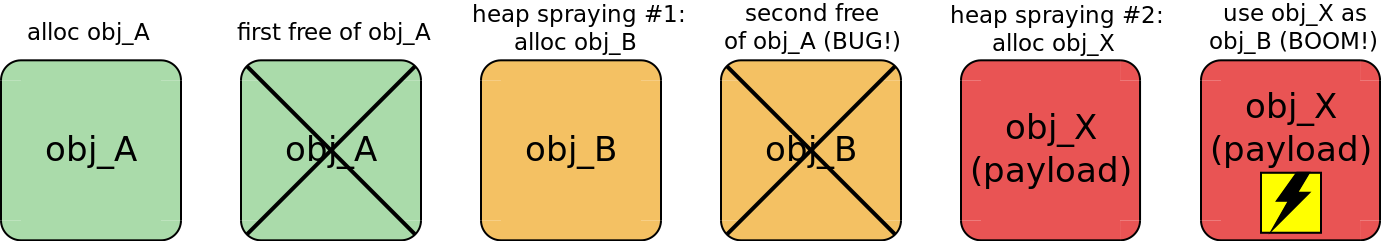 alloc obj_A
obj_A
first free of obj_A
obj_A
heap spraying #1:
alloc obj_B
obj_B
second free
of obj_A (BUG!)
obj_B
heap spraying #2:
alloc obj_X
obj_X
(payload)
use obj_X as
obj_B (BOOM!)
obj_X
(payload)